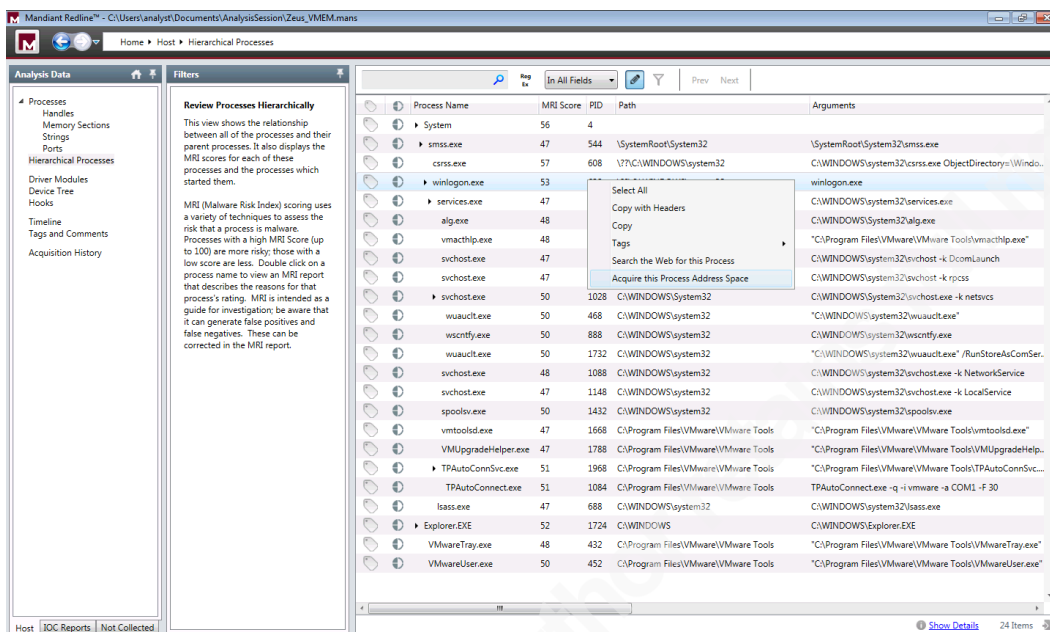 Mandiant Redline™ - C:\Users\analyst\Documents\AnalysisSession\Zeus_VMEM.mans
M
Home ▸ Host ▸ Hierarchical Processes
Analysis Data
Processes
Handles
Memory Sections
Strings
Ports
Hierarchical Processes
Driver Modules
Device Tree
Hooks
Timeline
Tags and Comments
Acquisition History
Host IOC Reports Not Collected
Filters
Review Processes Hierarchically
This view shows the relationship
between all of the processes and their
parent processes. It also displays the
MRI scores for each of these
processes and the processes which
started them.
MRI (Malware Risk Index) scoring uses
a variety of techniques to assess the
risk that a process is malware.
Processes with a high MRI Score (up
to 100) are more risky; those with a
low score are less. Double click on a
process name to view an MRI report
that describes the reasons for that
process's rating. MRI is intended as a
guide for investigation; be aware that
it can generate false positives and
false negatives. These can be
corrected in the MRI report.
Reg Ex In All Fields Prev Next
Process Name MRI Score PID Path Arguments
System 56 4
smss.exe 47 544 \SystemRoot\System32 \SystemRoot\System32\smss.exe
csrss.exe 57 608 \??\C:\WINDOWS\system32 C:\WINDOWS\system32\csrss.exe ObjectDirectory=\Windo...
winlogon.exe 53 winlogon.exe
services.exe 47 C:\WINDOWS\system32\services.exe
alg.exe 48 C:\WINDOWS\System32\alg.exe
vmacthlp.exe 48 "C:\Program Files\VMware\VMware Tools\vmacthlp.exe"
svchost.exe 47 C:\WINDOWS\system32\svchost -k DcomLaunch
svchost.exe 47 C:\WINDOWS\system32\svchost -k rpcss
svchost.exe 50 1028 C:\WINDOWS\System32 C:\WINDOWS\System32\svchost.exe -k netsvcs
wuauclt.exe 50 468 C:\WINDOWS\system32 "C:\WINDOWS\system32\wuauclt.exe"
wscntfy.exe 50 888 C:\WINDOWS\system32 C:\WINDOWS\system32\wscntfy.exe
wuauclt.exe 50 1732 C:\WINDOWS\system32 "C:\WINDOWS\system32\wuauclt.exe" /RunStoreAsComSer...
svchost.exe 48 1088 C:\WINDOWS\system32 C:\WINDOWS\system32\svchost.exe -k NetworkService
svchost.exe 47 1148 C:\WINDOWS\system32 C:\WINDOWS\system32\svchost.exe -k LocalService
spoolsv.exe 50 1432 C:\WINDOWS\system32 C:\WINDOWS\system32\spoolsv.exe
vmtoolsd.exe 47 1668 C:\Program Files\VMware\VMware Tools "C:\Program Files\VMware\VMware Tools\vmtoolsd.exe"
VMUpgradeHelper.exe 47 1788 C:\Program Files\VMware\VMware Tools "C:\Program Files\VMware\VMware Tools\VMUpgradeHelp...
TPAutoConnSvc.exe 51 1968 C:\Program Files\VMware\VMware Tools "C:\Program Files\VMware\VMware Tools\TPAutoConnSvc....
TPAutoConnect.exe 51 1084 C:\Program Files\VMware\VMware Tools TPAutoConnect.exe -q -i vmware -a COM1 -F 30
lsass.exe 47 688 C:\WINDOWS\system32 C:\WINDOWS\system32\lsass.exe
Explorer.EXE 52 1724 C:\WINDOWS C:\WINDOWS\Explorer.EXE
VMwareTray.exe 48 432 C:\Program Files\VMware\VMware Tools "C:\Program Files\VMware\VMware Tools\VMwareTray.exe"
VMwareUser.exe 50 452 C:\Program Files\VMware\VMware Tools "C:\Program Files\VMware\VMware Tools\VMwareUser.exe"
Select All
Copy with Headers
Copy
Tags
Search the Web for this Process
Acquire this Process Address Space
Show Details 24 Items